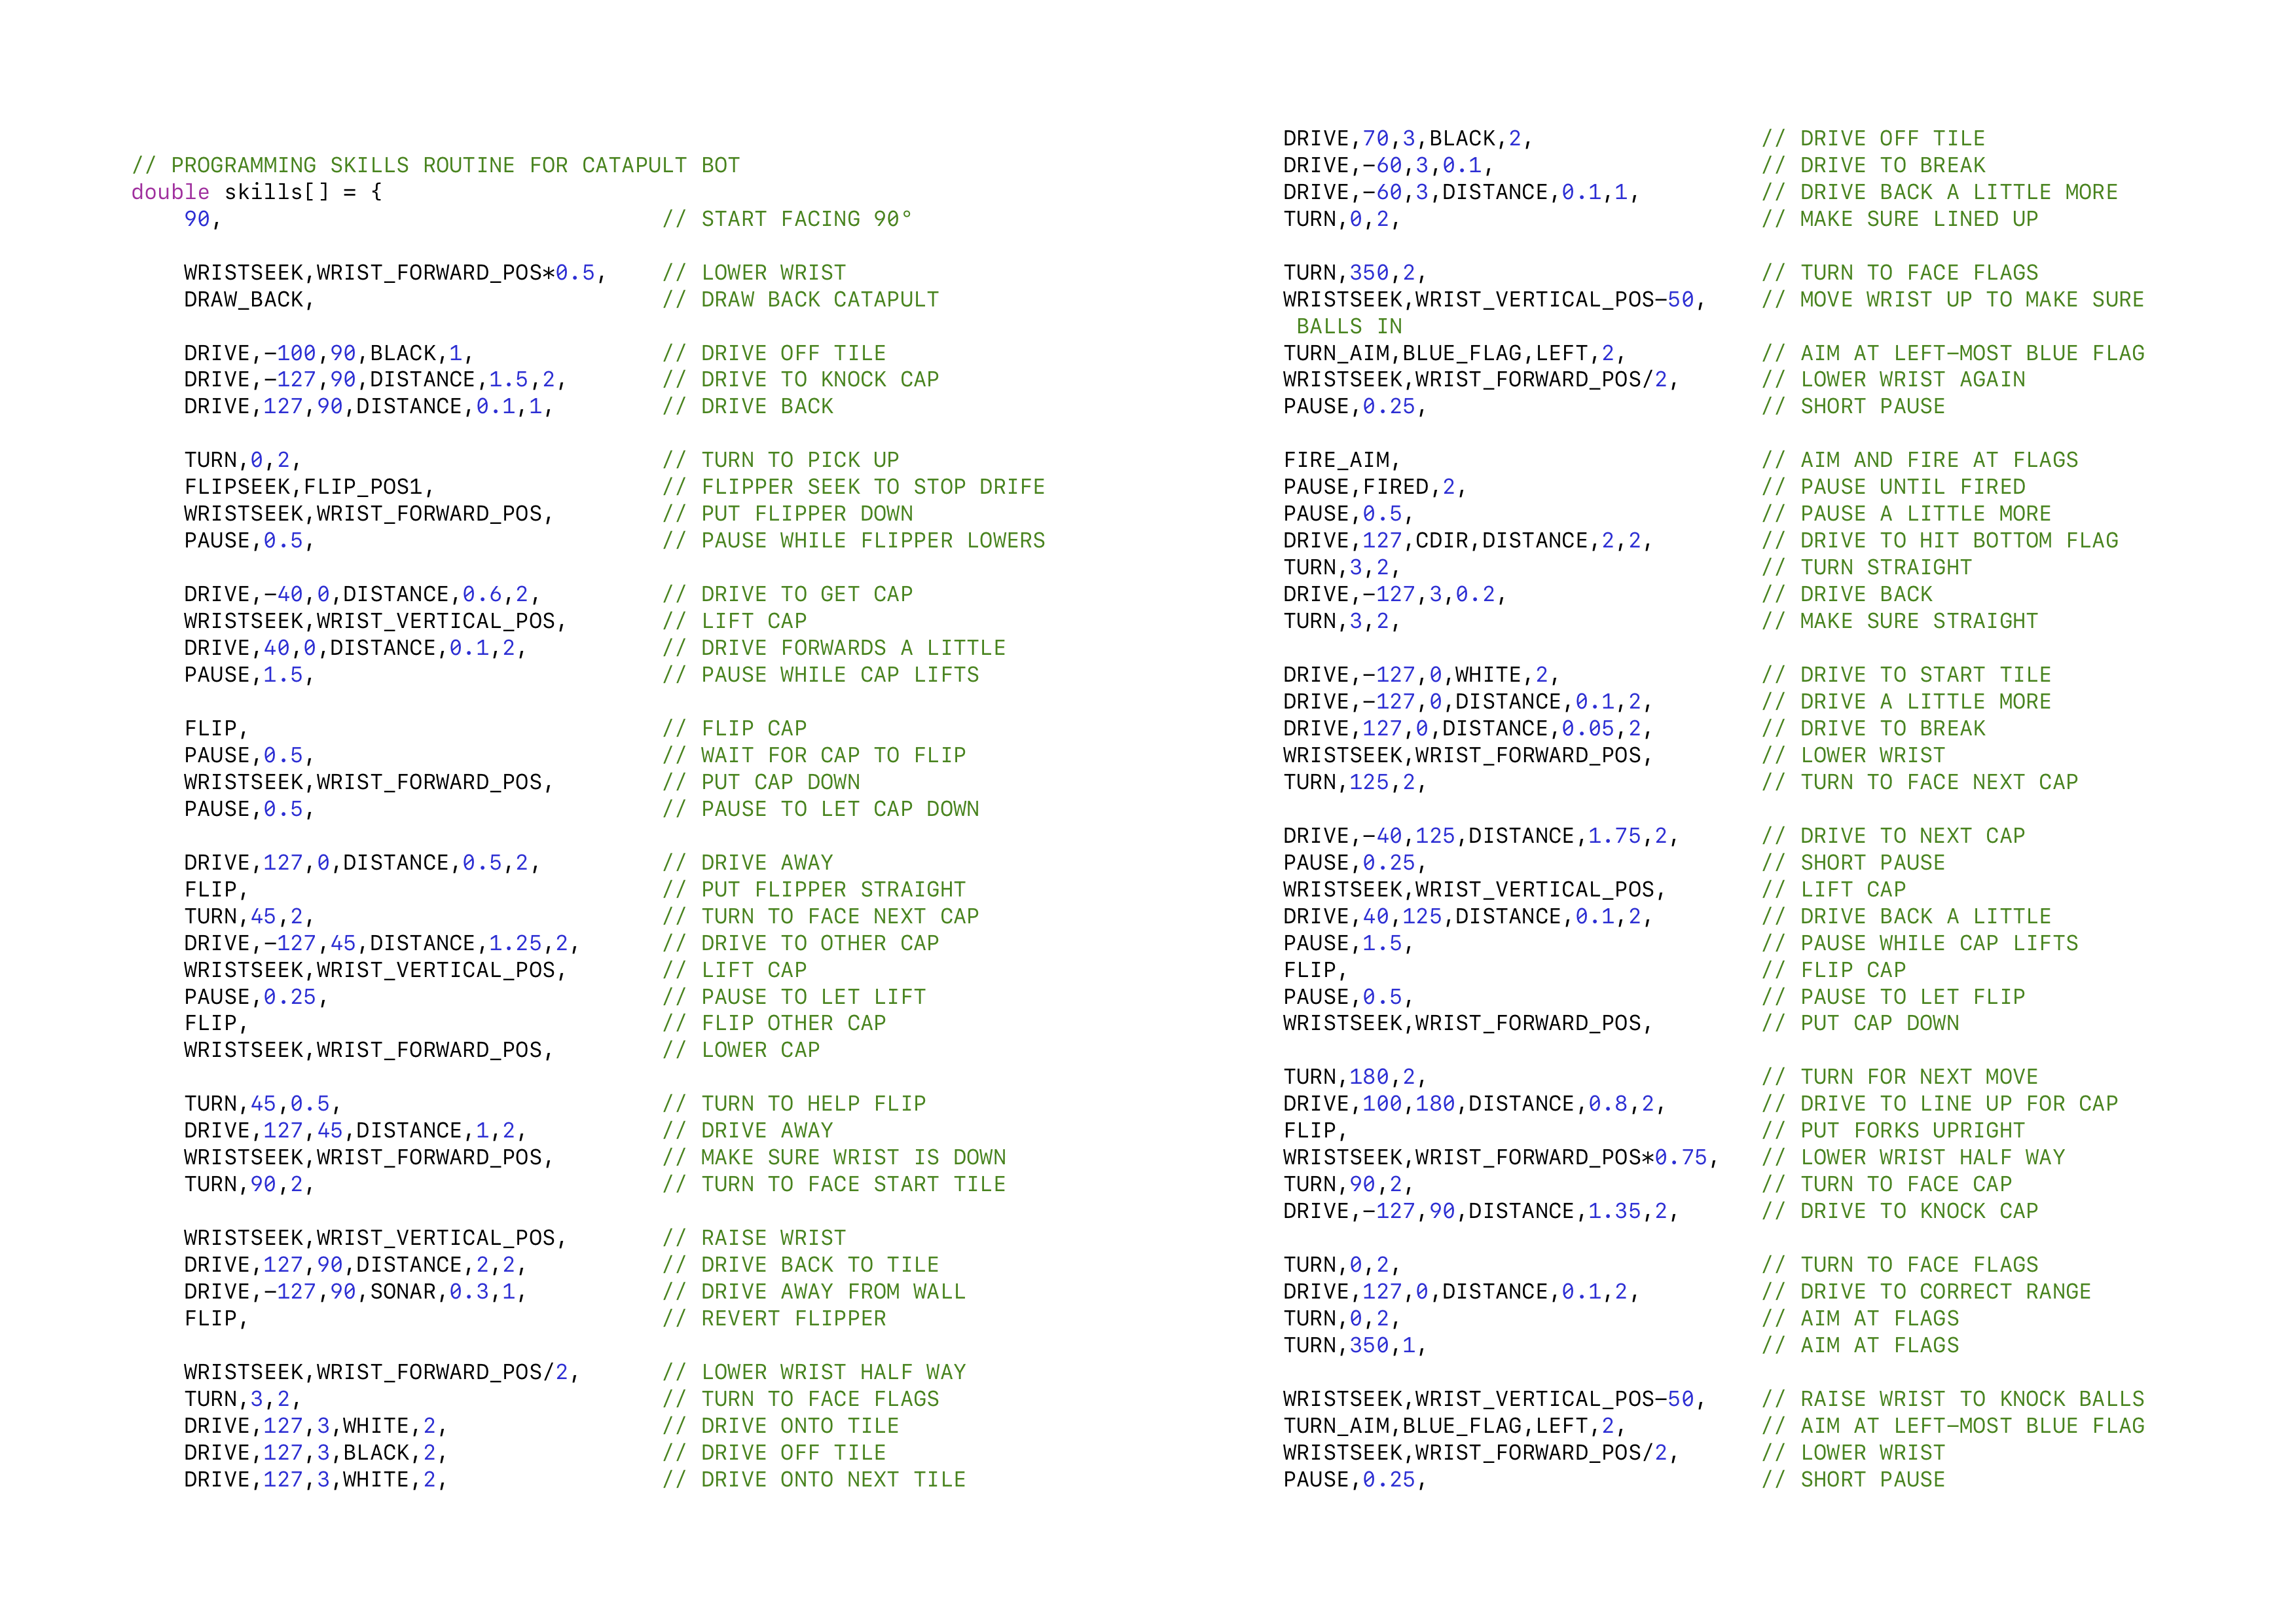 // PROGRAMMING SKILLS ROUTINE FOR CATAPULT BOT
double skills[] = {
    90,                                 // START FACING 90°

    WRISTSEEK,WRIST_FORWARD_POS*0.5,    // LOWER WRIST
    DRAW_BACK,                          // DRAW BACK CATAPULT

    DRIVE,-100,90,BLACK,1,              // DRIVE OFF TILE
    DRIVE,-127,90,DISTANCE,1.5,2,       // DRIVE TO KNOCK CAP
    DRIVE,127,90,DISTANCE,0.1,1,        // DRIVE BACK

    TURN,0,2,                           // TURN TO PICK UP
    FLIPSEEK,FLIP_POS1,                 // FLIPPER SEEK TO STOP DRIFE
    WRISTSEEK,WRIST_FORWARD_POS,        // PUT FLIPPER DOWN
    PAUSE,0.5,                          // PAUSE WHILE FLIPPER LOWERS

    DRIVE,-40,0,DISTANCE,0.6,2,         // DRIVE TO GET CAP
    WRISTSEEK,WRIST_VERTICAL_POS,       // LIFT CAP
    DRIVE,40,0,DISTANCE,0.1,2,          // DRIVE FORWARDS A LITTLE
    PAUSE,1.5,                          // PAUSE WHILE CAP LIFTS

    FLIP,                               // FLIP CAP
    PAUSE,0.5,                          // WAIT FOR CAP TO FLIP
    WRISTSEEK,WRIST_FORWARD_POS,        // PUT CAP DOWN
    PAUSE,0.5,                          // PAUSE TO LET CAP DOWN

    DRIVE,127,0,DISTANCE,0.5,2,         // DRIVE AWAY
    FLIP,                               // PUT FLIPPER STRAIGHT
    TURN,45,2,                          // TURN TO FACE NEXT CAP
    DRIVE,-127,45,DISTANCE,1.25,2,      // DRIVE TO OTHER CAP
    WRISTSEEK,WRIST_VERTICAL_POS,       // LIFT CAP
    PAUSE,0.25,                         // PAUSE TO LET LIFT
    FLIP,                               // FLIP OTHER CAP
    WRISTSEEK,WRIST_FORWARD_POS,        // LOWER CAP

    TURN,45,0.5,                        // TURN TO HELP FLIP
    DRIVE,127,45,DISTANCE,1,2,          // DRIVE AWAY
    WRISTSEEK,WRIST_FORWARD_POS,        // MAKE SURE WRIST IS DOWN
    TURN,90,2,                          // TURN TO FACE START TILE

    WRISTSEEK,WRIST_VERTICAL_POS,       // RAISE WRIST
    DRIVE,127,90,DISTANCE,2,2,          // DRIVE BACK TO TILE
    DRIVE,-127,90,SONAR,0.3,1,          // DRIVE AWAY FROM WALL
    FLIP,                               // REVERT FLIPPER

    WRISTSEEK,WRIST_FORWARD_POS/2,      // LOWER WRIST HALF WAY
    TURN,3,2,                           // TURN TO FACE FLAGS
    DRIVE,127,3,WHITE,2,                // DRIVE ONTO TILE
    DRIVE,127,3,BLACK,2,                // DRIVE OFF TILE
    DRIVE,127,3,WHITE,2,                // DRIVE ONTO NEXT TILE
DRIVE,70,3,BLACK,2,                 // DRIVE OFF TILE
DRIVE,-60,3,0.1,                    // DRIVE TO BREAK
DRIVE,-60,3,DISTANCE,0.1,1,         // DRIVE BACK A LITTLE MORE
TURN,0,2,                           // MAKE SURE LINED UP

TURN,350,2,                         // TURN TO FACE FLAGS
WRISTSEEK,WRIST_VERTICAL_POS-50,    // MOVE WRIST UP TO MAKE SURE
 BALLS IN
TURN_AIM,BLUE_FLAG,LEFT,2,          // AIM AT LEFT-MOST BLUE FLAG
WRISTSEEK,WRIST_FORWARD_POS/2,      // LOWER WRIST AGAIN
PAUSE,0.25,                         // SHORT PAUSE

FIRE_AIM,                           // AIM AND FIRE AT FLAGS
PAUSE,FIRED,2,                      // PAUSE UNTIL FIRED
PAUSE,0.5,                          // PAUSE A LITTLE MORE
DRIVE,127,CDIR,DISTANCE,2,2,        // DRIVE TO HIT BOTTOM FLAG
TURN,3,2,                           // TURN STRAIGHT
DRIVE,-127,3,0.2,                   // DRIVE BACK
TURN,3,2,                           // MAKE SURE STRAIGHT

DRIVE,-127,0,WHITE,2,               // DRIVE TO START TILE
DRIVE,-127,0,DISTANCE,0.1,2,        // DRIVE A LITTLE MORE
DRIVE,127,0,DISTANCE,0.05,2,        // DRIVE TO BREAK
WRISTSEEK,WRIST_FORWARD_POS,        // LOWER WRIST
TURN,125,2,                         // TURN TO FACE NEXT CAP

DRIVE,-40,125,DISTANCE,1.75,2,      // DRIVE TO NEXT CAP
PAUSE,0.25,                         // SHORT PAUSE
WRISTSEEK,WRIST_VERTICAL_POS,       // LIFT CAP
DRIVE,40,125,DISTANCE,0.1,2,        // DRIVE BACK A LITTLE
PAUSE,1.5,                          // PAUSE WHILE CAP LIFTS
FLIP,                               // FLIP CAP
PAUSE,0.5,                          // PAUSE TO LET FLIP
WRISTSEEK,WRIST_FORWARD_POS,        // PUT CAP DOWN

TURN,180,2,                         // TURN FOR NEXT MOVE
DRIVE,100,180,DISTANCE,0.8,2,       // DRIVE TO LINE UP FOR CAP
FLIP,                               // PUT FORKS UPRIGHT
WRISTSEEK,WRIST_FORWARD_POS*0.75,   // LOWER WRIST HALF WAY
TURN,90,2,                          // TURN TO FACE CAP
DRIVE,-127,90,DISTANCE,1.35,2,      // DRIVE TO KNOCK CAP

TURN,0,2,                           // TURN TO FACE FLAGS
DRIVE,127,0,DISTANCE,0.1,2,         // DRIVE TO CORRECT RANGE
TURN,0,2,                           // AIM AT FLAGS
TURN,350,1,                         // AIM AT FLAGS

WRISTSEEK,WRIST_VERTICAL_POS-50,    // RAISE WRIST TO KNOCK BALLS
TURN_AIM,BLUE_FLAG,LEFT,2,          // AIM AT LEFT-MOST BLUE FLAG
WRISTSEEK,WRIST_FORWARD_POS/2,      // LOWER WRIST
PAUSE,0.25,                         // SHORT PAUSE